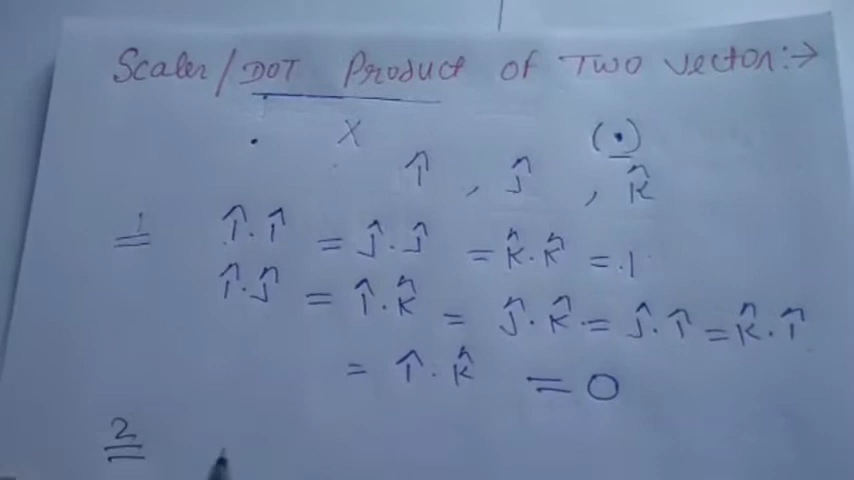 Scaler/DOT Product of Two vector:→
. X (•)
î , ĵ , k̂
1 î.î = ĵ.ĵ = k̂.k̂ = 1
î.ĵ = î.k̂ = ĵ.k̂ = ĵ.î = k̂.î
= î.k̂ = 0
2